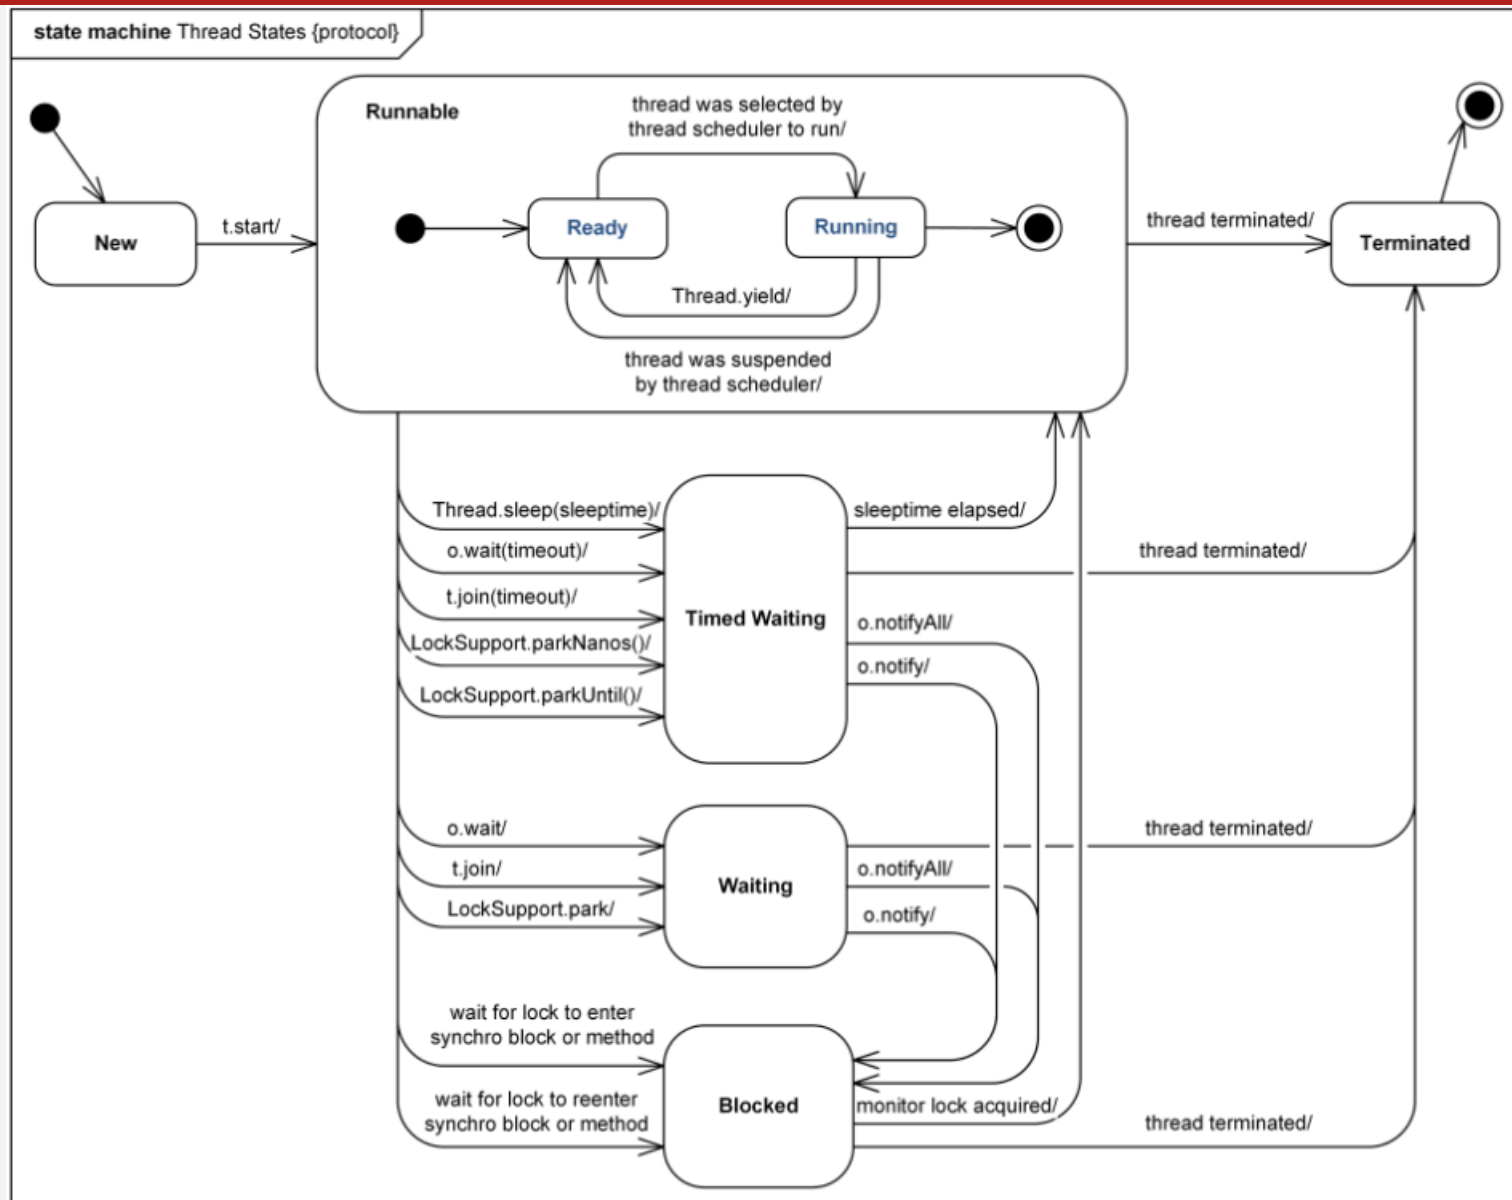 state machine Thread States {protocol}
Runnable
thread was selected by
thread scheduler to run/
New
t.start/
Ready
Running
thread terminated/
Terminated
Thread.yield/
thread was suspended
by thread scheduler/
Thread.sleep(sleeptime)/
sleeptime elapsed/
o.wait(timeout)/
thread terminated/
t.join(timeout)/
Timed Waiting
o.notifyAll/
LockSupport.parkNanos()/
o.notify/
LockSupport.parkUntil()/
o.wait/
thread terminated/
t.join/
o.notifyAll/
Waiting
LockSupport.park/
o.notify/
wait for lock to enter
synchro block or method
wait for lock to reenter
synchro block or method
Blocked
monitor lock acquired/
thread terminated/